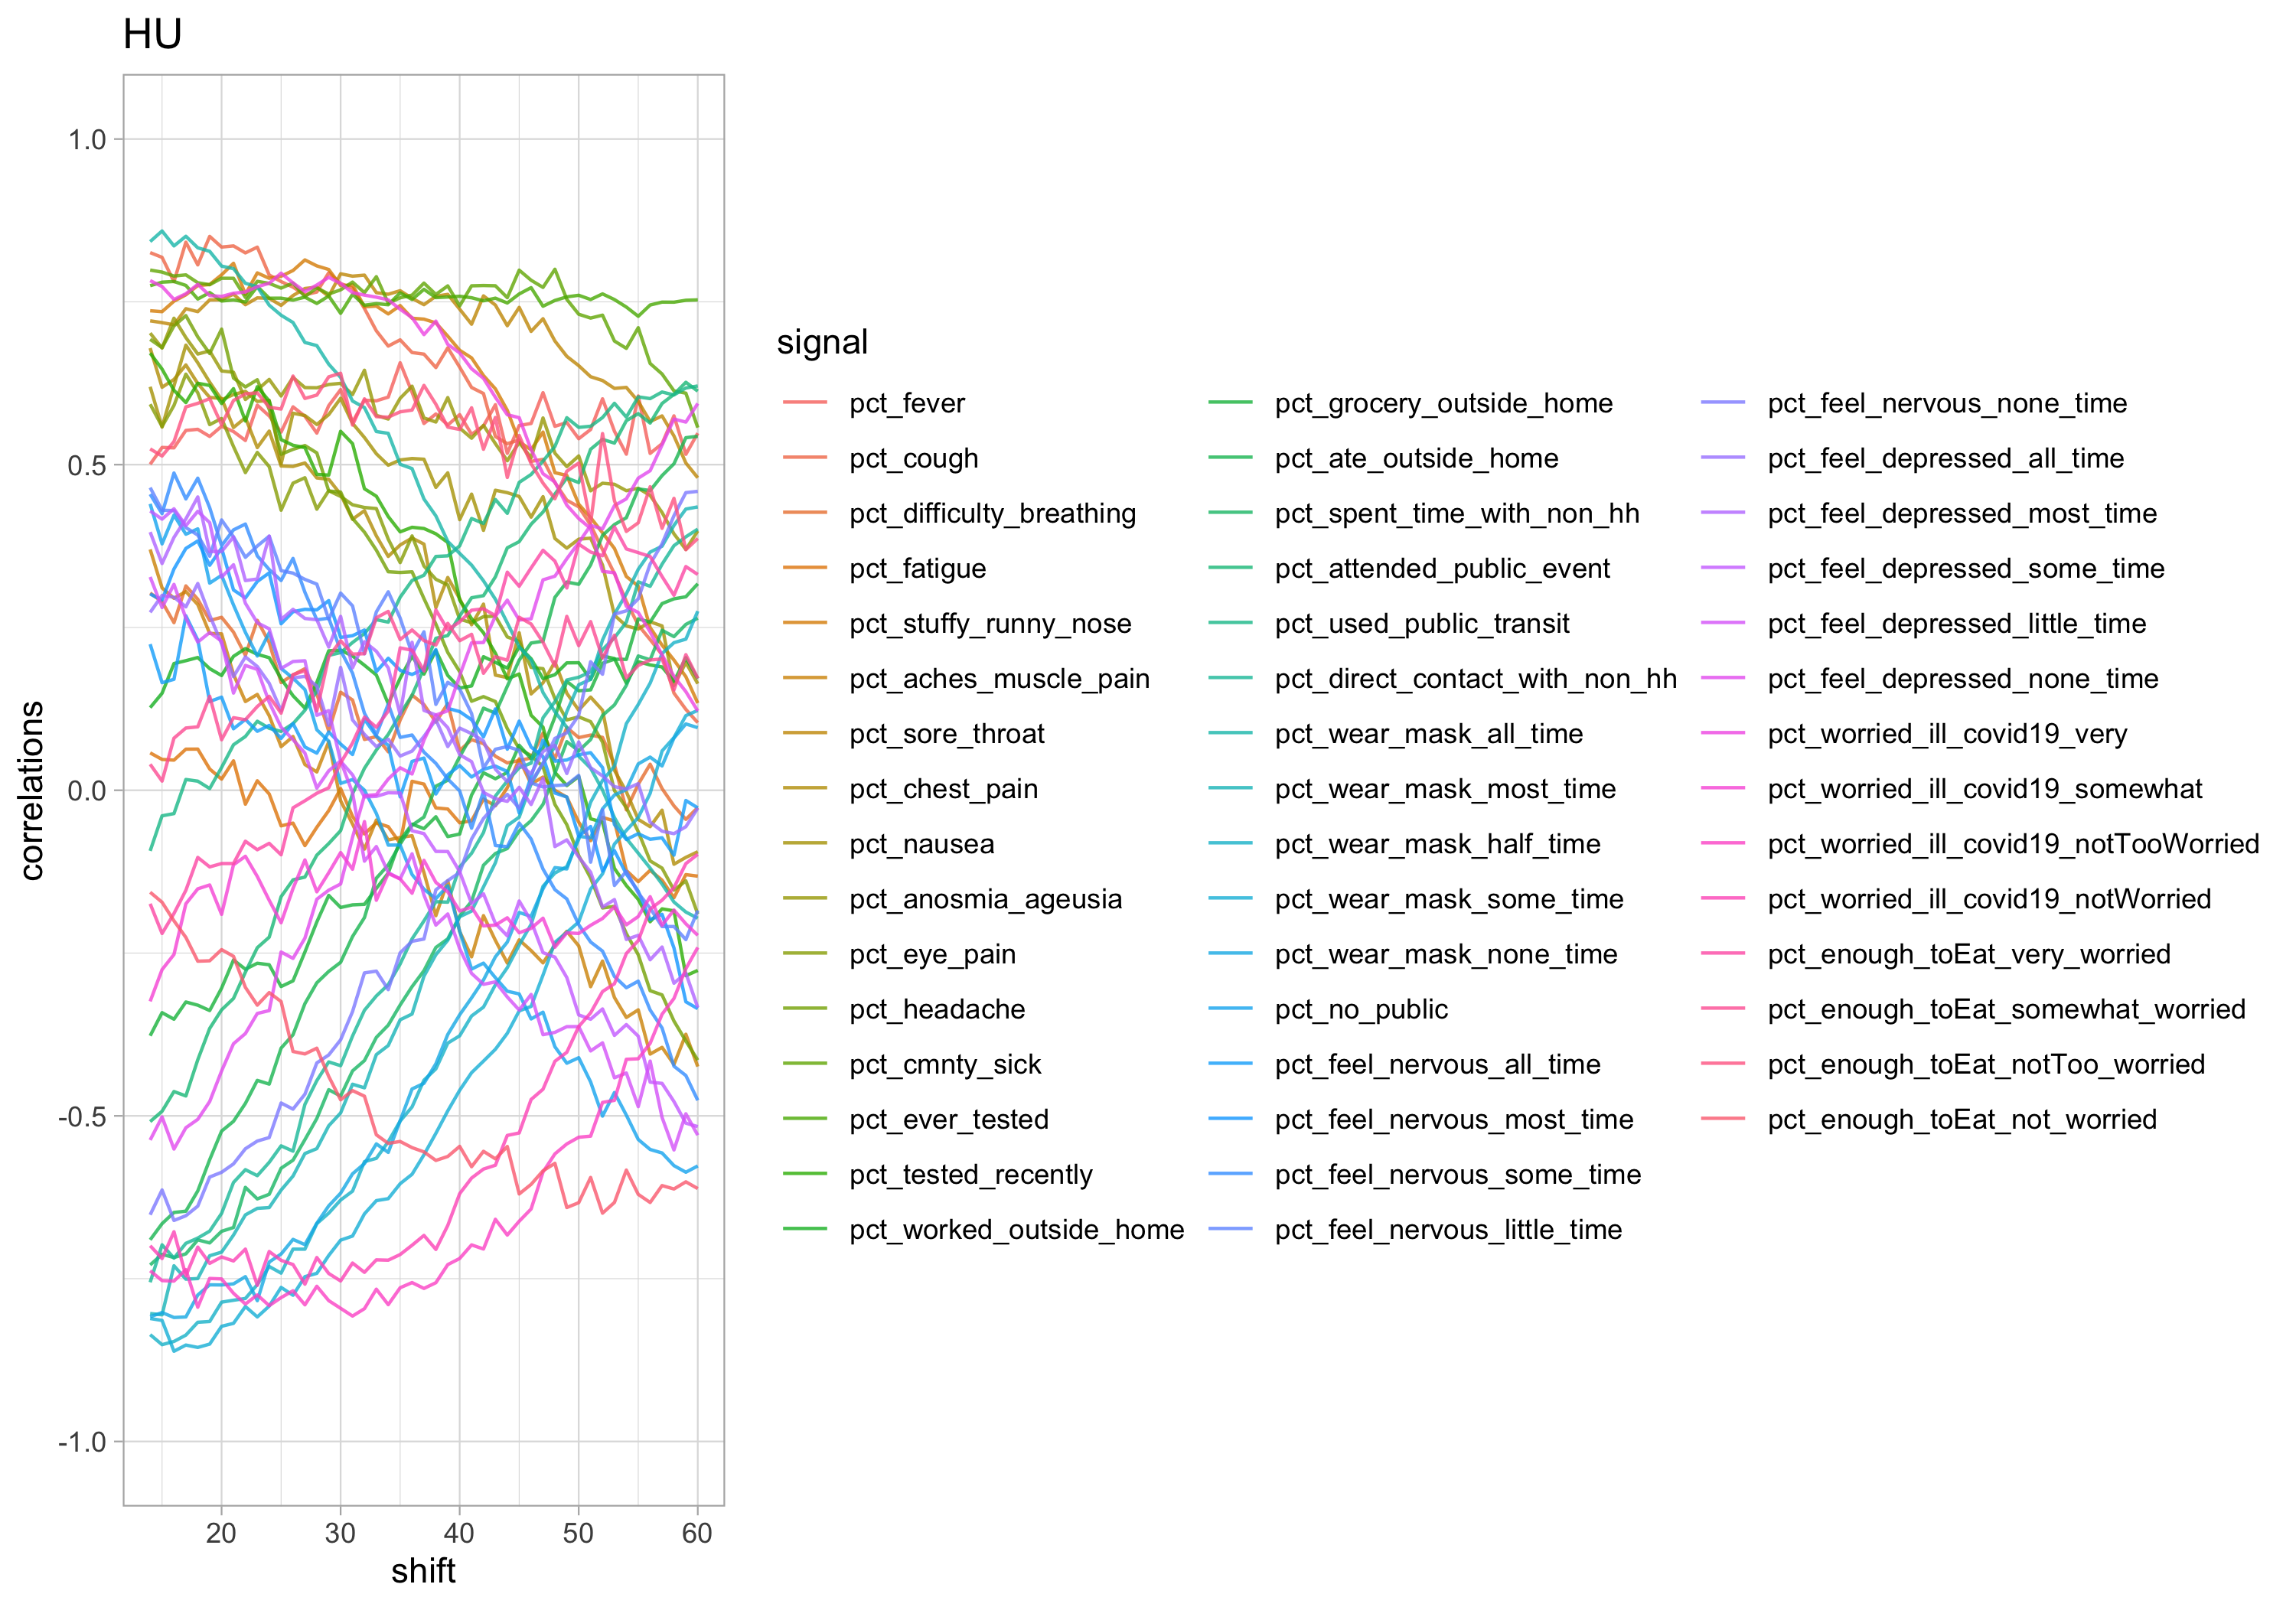 HU
1.0
0.5
0.0
-0.5
-1.0
correlations
20 30 40 50 60
shift
signal
pct_fever
pct_cough
pct_difficulty_breathing
pct_fatigue
pct_stuffy_runny_nose
pct_aches_muscle_pain
pct_sore_throat
pct_chest_pain
pct_nausea
pct_anosmia_ageusia
pct_eye_pain
pct_headache
pct_cmnty_sick
pct_ever_tested
pct_tested_recently
pct_worked_outside_home
pct_grocery_outside_home
pct_ate_outside_home
pct_spent_time_with_non_hh
pct_attended_public_event
pct_used_public_transit
pct_direct_contact_with_non_hh
pct_wear_mask_all_time
pct_wear_mask_most_time
pct_wear_mask_half_time
pct_wear_mask_some_time
pct_wear_mask_none_time
pct_no_public
pct_feel_nervous_all_time
pct_feel_nervous_most_time
pct_feel_nervous_some_time
pct_feel_nervous_little_time
pct_feel_nervous_none_time
pct_feel_depressed_all_time
pct_feel_depressed_most_time
pct_feel_depressed_some_time
pct_feel_depressed_little_time
pct_feel_depressed_none_time
pct_worried_ill_covid19_very
pct_worried_ill_covid19_somewhat
pct_worried_ill_covid19_notTooWorried
pct_worried_ill_covid19_notWorried
pct_enough_toEat_very_worried
pct_enough_toEat_somewhat_worried
pct_enough_toEat_notToo_worried
pct_enough_toEat_not_worried